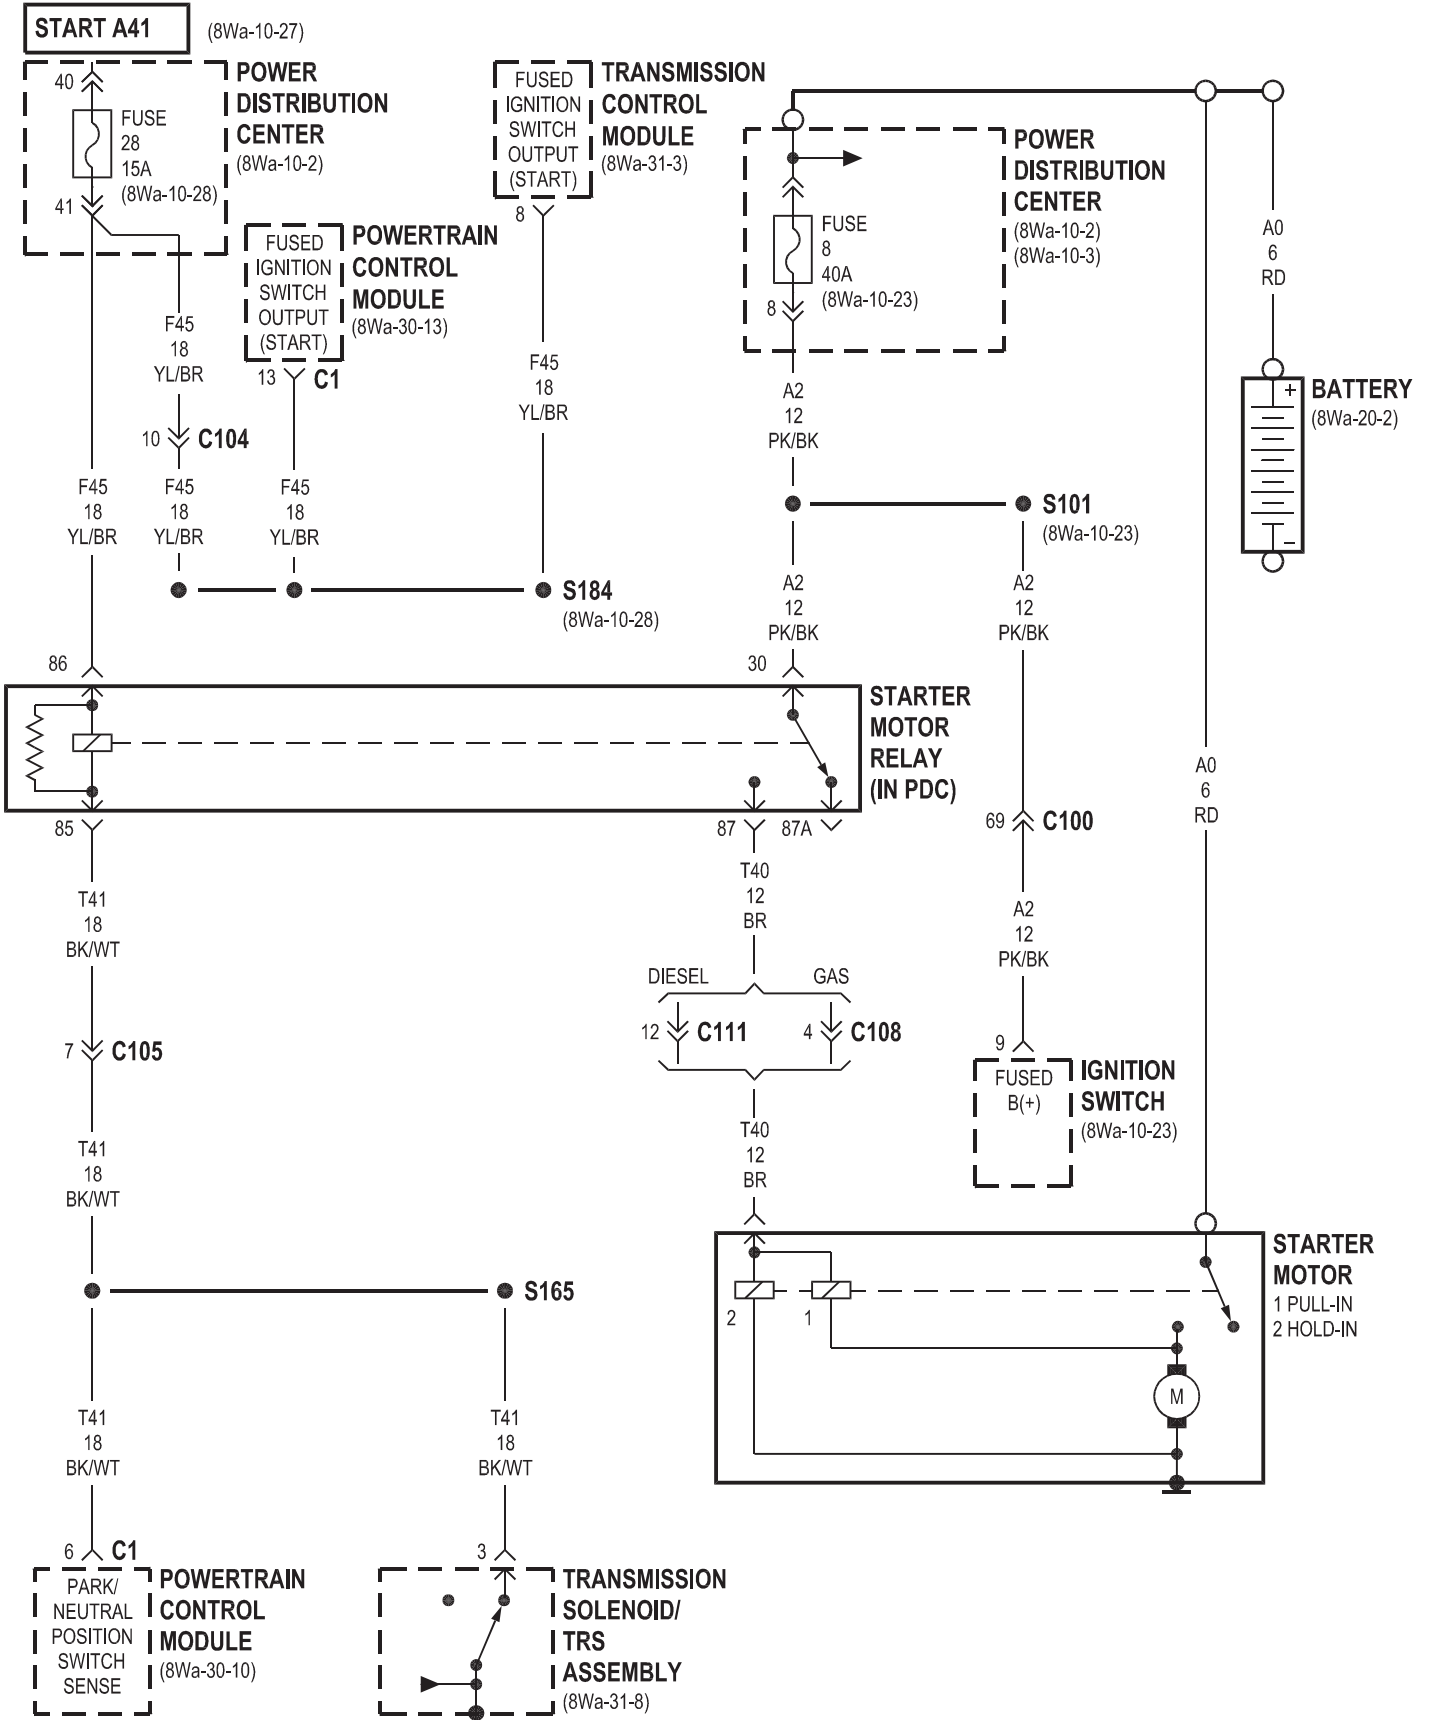 START A41
(8Wa-10-27)
40
FUSE
28
15A
(8Wa-10-28)
41
POWER
DISTRIBUTION
CENTER
(8Wa-10-2)
FUSED
IGNITION
SWITCH
OUTPUT
(START)
TRANSMISSION
CONTROL
MODULE
(8Wa-31-3)
8
FUSED
IGNITION
SWITCH
OUTPUT
(START)
POWERTRAIN
CONTROL
MODULE
(8Wa-30-13)
13
C1
POWER
DISTRIBUTION
CENTER
(8Wa-10-2)
(8Wa-10-3)
FUSE
8
40A
(8Wa-10-23)
8
A0
6
RD
F45
18
YL/BR
F45
18
YL/BR
A2
12
PK/BK
+
−
BATTERY
(8Wa-20-2)
10
C104
F45
18
YL/BR
F45
18
YL/BR
F45
18
YL/BR
S101
(8Wa-10-23)
S184
(8Wa-10-28)
A2
12
PK/BK
A2
12
PK/BK
86
30
STARTER
MOTOR
RELAY
(IN PDC)
A0
6
RD
85
87
87A
69
C100
T41
18
BK/WT
T40
12
BR
A2
12
PK/BK
DIESEL
GAS
12
C111
4
C108
7
C105
9
FUSED
B(+)
IGNITION
SWITCH
(8Wa-10-23)
T41
18
BK/WT
T40
12
BR
STARTER
MOTOR
1 PULL-IN
2 HOLD-IN
2
1
M
S165
T41
18
BK/WT
T41
18
BK/WT
6
C1
PARK/
NEUTRAL
POSITION
SWITCH
SENSE
POWERTRAIN
CONTROL
MODULE
(8Wa-30-10)
3
TRANSMISSION
SOLENOID/
TRS
ASSEMBLY
(8Wa-31-8)